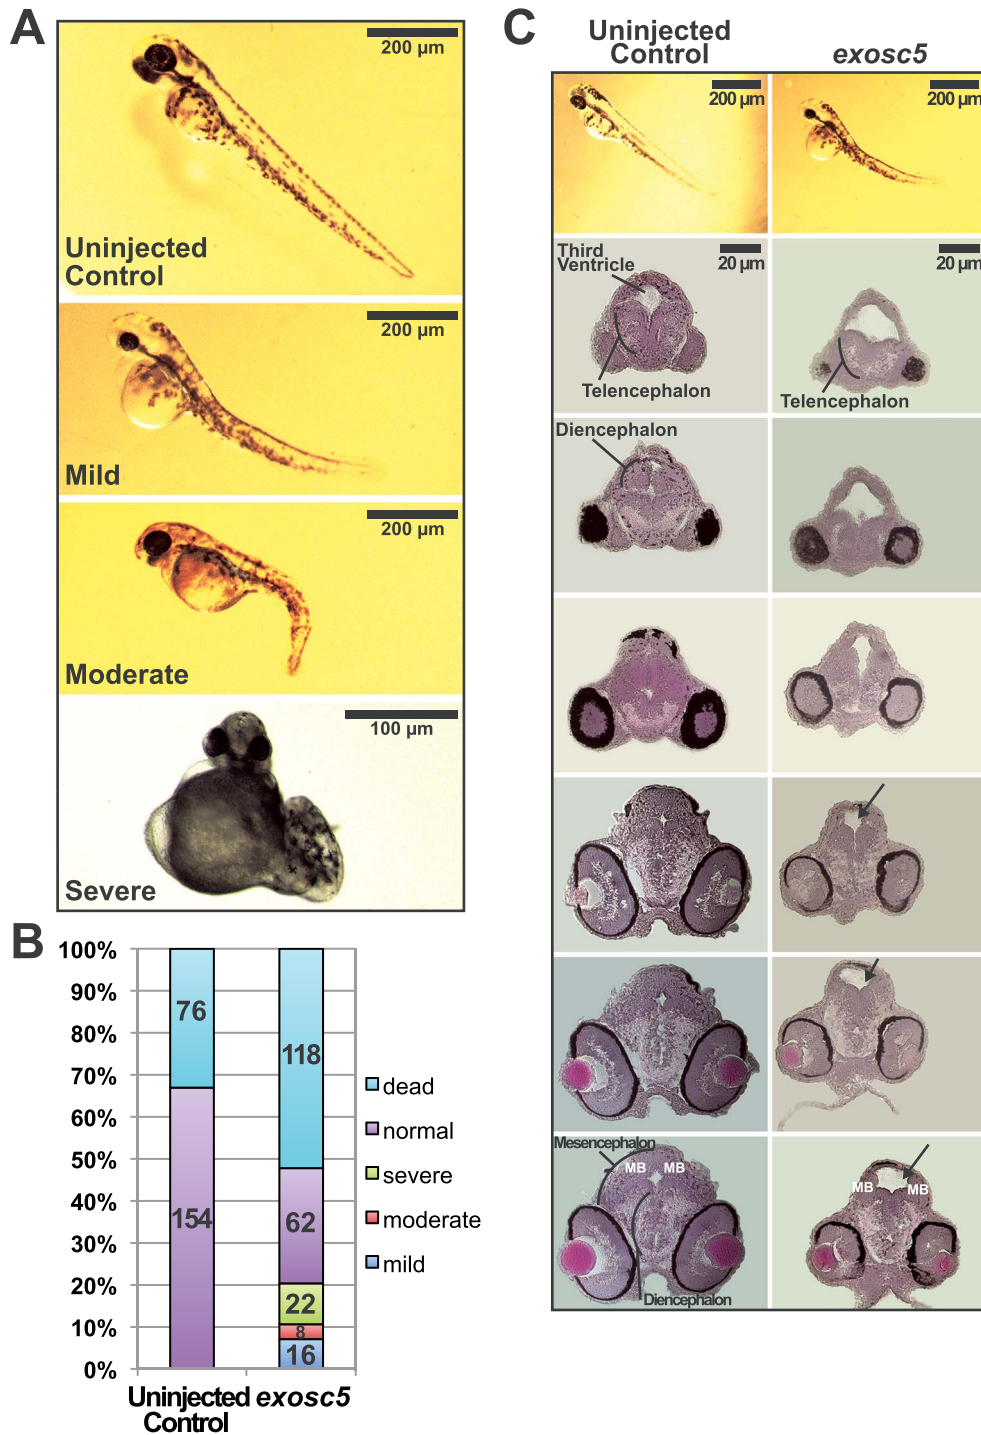 A
200 µm
Uninjected
Control
200 µm
Mild
200 µm
Moderate
100 µm
Severe
B
100%
90%
80%
70%
60%
50%
40%
30%
20%
10%
0%
76
154
118
62
22
8
16
dead
normal
severe
moderate
mild
Uninjected
Control
exosc5
C
Uninjected
Control
exosc5
200 µm
200 µm
Third
Ventricle
20 µm
20 µm
Telencephalon
Telencephalon
Diencephalon
Mesencephalon
MB MB
MB MB
Diencephalon